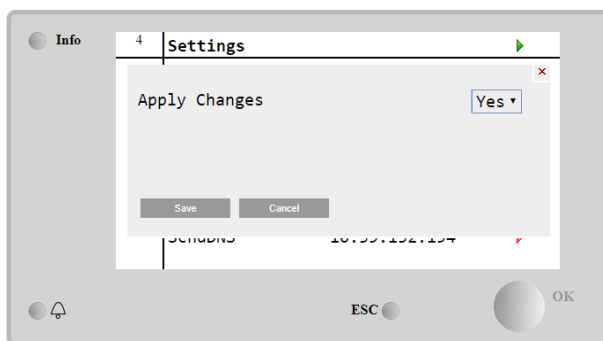 Info
4 Settings
Apply Changes Yes
Save Cancel
ESC
OK